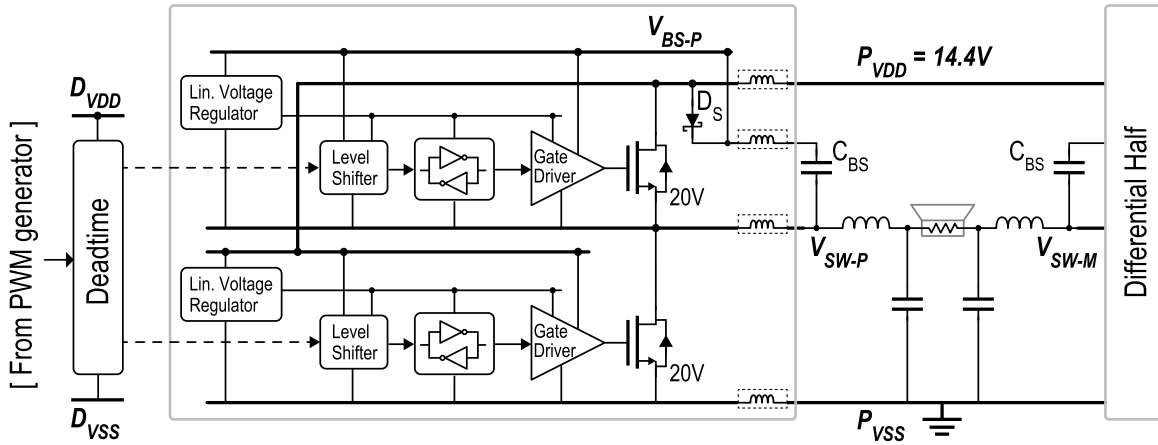 V_BS-P
P_VDD = 14.4V
D_VDD
Lin. Voltage
Regulator
D_S
[ From PWM generator ]
Deadtime
Level
Shifter
Gate
Driver
20V
C_BS
C_BS
V_SW-P
V_SW-M
Differential Half
Lin. Voltage
Regulator
Level
Shifter
Gate
Driver
20V
D_VSS
P_VSS